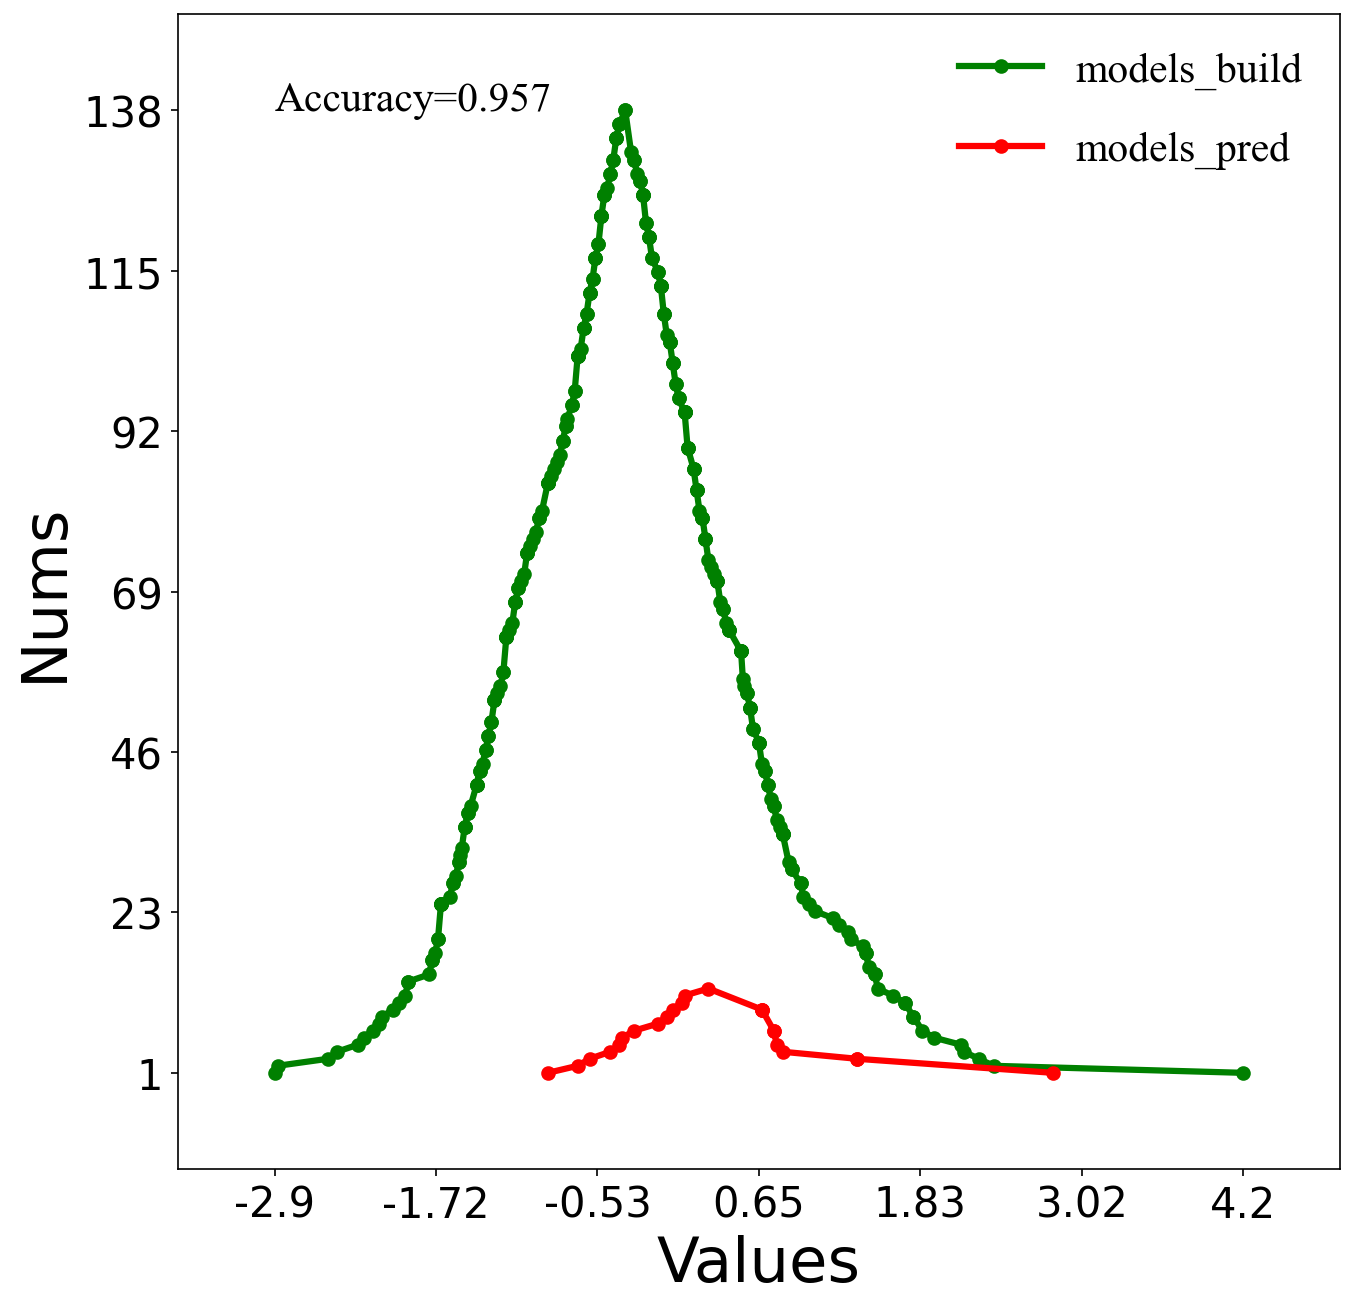 Accuracy=0.957
models_build
models_pred
138
115
92
69
46
23
1
Nums
-2.9 -1.72 -0.53 0.65 1.83 3.02 4.2
Values